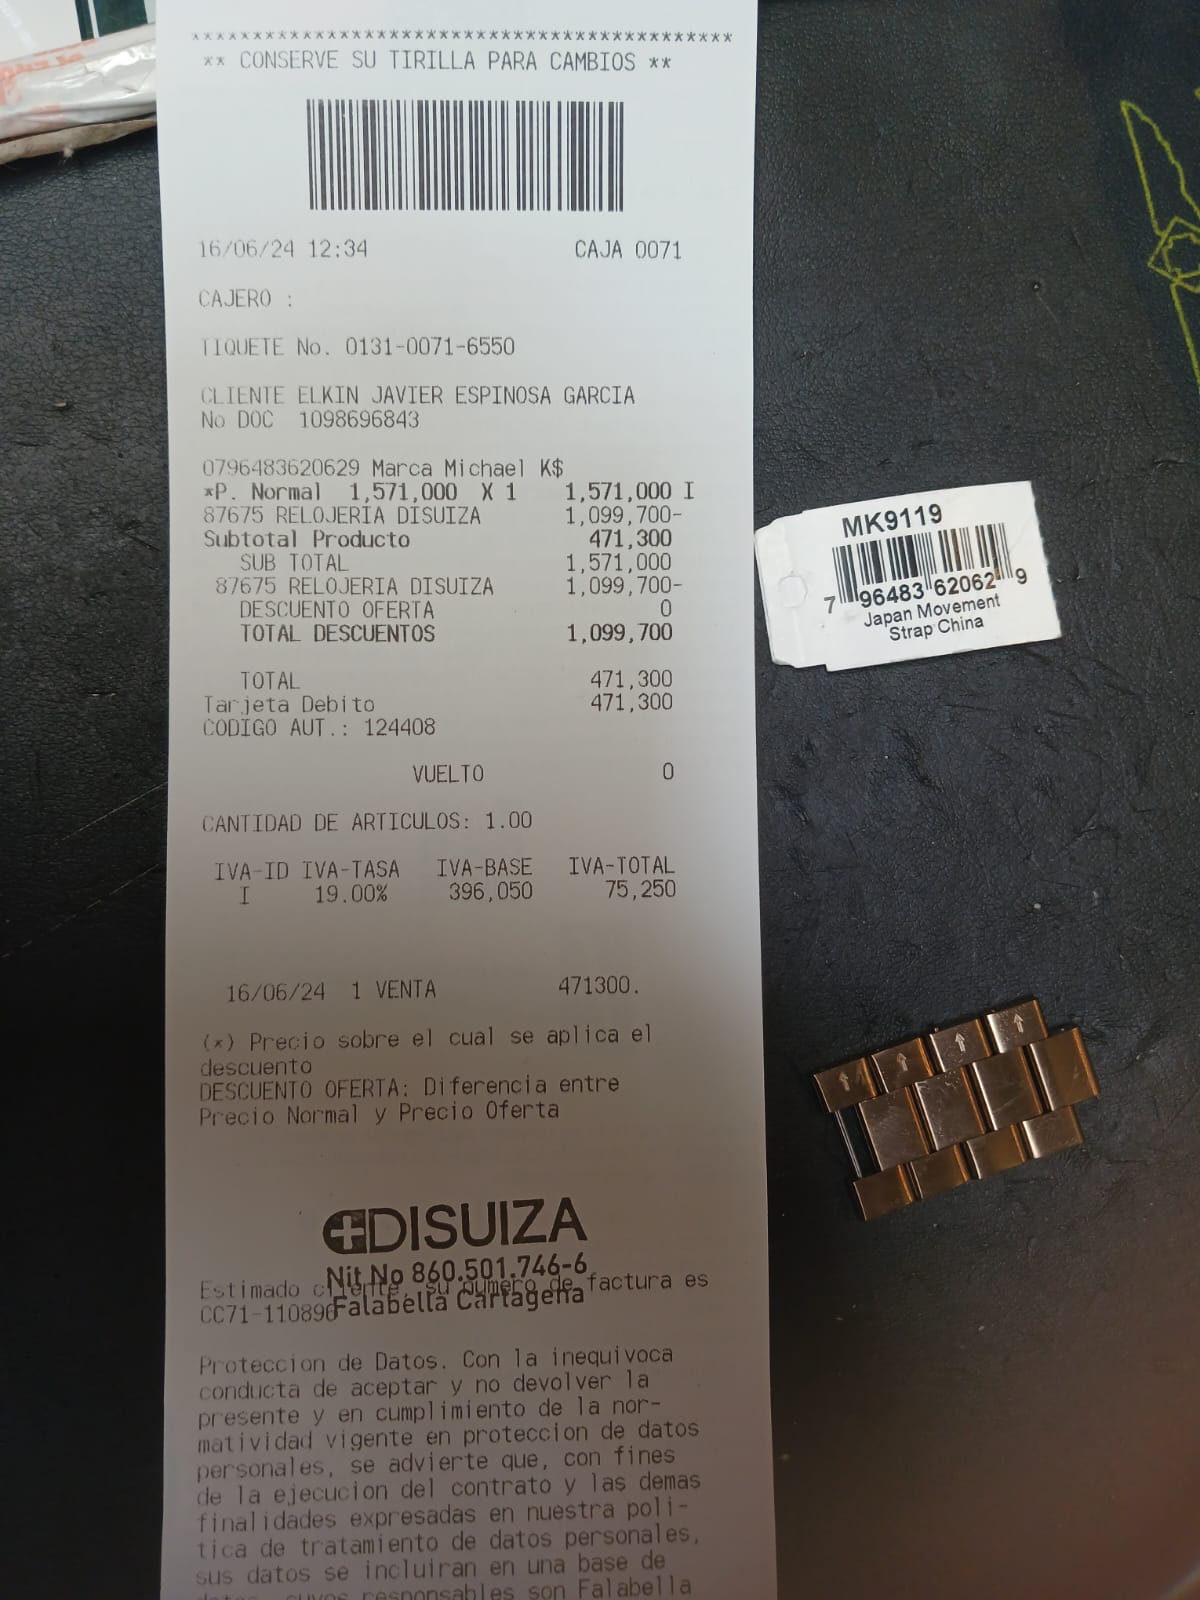 ********************************************
** CONSERVE SU TIRILLA PARA CAMBIOS **
16/06/24 12:34 CAJA 0071
CAJERO :
TIQUETE No. 0131-0071-6550
CLIENTE ELKIN JAVIER ESPINOSA GARCIA
No DOC 1098696843
0796483620629 Marca Michael K$
*P. Normal 1,571,000 X 1 1,571,000 I
87675 RELOJERIA DISUIZA 1,099,700-
Subtotal Producto 471,300
SUB TOTAL 1,571,000
87675 RELOJERIA DISUIZA 1,099,700-
DESCUENTO OFERTA 0
TOTAL DESCUENTOS 1,099,700
TOTAL 471,300
Tarjeta Debito 471,300
CODIGO AUT.: 124408
VUELTO 0
CANTIDAD DE ARTICULOS: 1.00
IVA-ID IVA-TASA IVA-BASE IVA-TOTAL
I 19.00% 396,050 75,250
16/06/24 1 VENTA 471300.
(*) Precio sobre el cual se aplica el
descuento
DESCUENTO OFERTA: Diferencia entre
Precio Normal y Precio Oferta
DISUIZA
Nit No 860.501.746-6
Falabella Cartagena
Estimado cliente, su numero de factura es
CC71-110896
Proteccion de Datos. Con la inequivoca
conducta de aceptar y no devolver la
presente y en cumplimiento de la nor-
matividad vigente en proteccion de datos
personales, se advierte que, con fines
de la ejecucion del contrato y las demas
finalidades expresadas en nuestra poli-
tica de tratamiento de datos personales,
sus datos se incluiran en una base de
datos, cuyos responsables son Falabella
MK9119
7 96483 62062 9
Japan Movement
Strap China